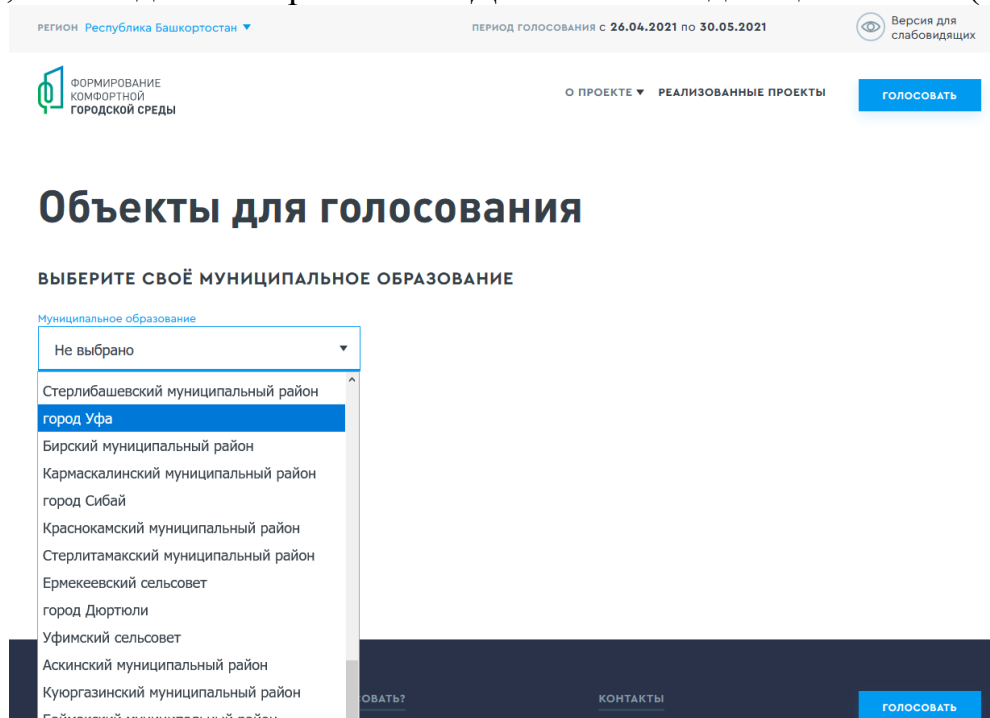 РЕГИОН Республика Башкортостан ▼
ПЕРИОД ГОЛОСОВАНИЯ с 26.04.2021 по 30.05.2021
Версия для
слабовидящих
ФОРМИРОВАНИЕ
КОМФОРТНОЙ
ГОРОДСКОЙ СРЕДЫ
О ПРОЕКТЕ ▼ РЕАЛИЗОВАННЫЕ ПРОЕКТЫ
ГОЛОСОВАТЬ
Объекты для голосования
ВЫБЕРИТЕ СВОЁ МУНИЦИПАЛЬНОЕ ОБРАЗОВАНИЕ
Муниципальное образование
Не выбрано
Стерлибашевский муниципальный район
город Уфа
Бирский муниципальный район
Кармаскалинский муниципальный район
город Сибай
Краснокамский муниципальный район
Стерлитамакский муниципальный район
Ермекеевский сельсовет
город Дюртюли
Уфимский сельсовет
Аскинский муниципальный район
Куюргазинский муниципальный район
ОВАТЬ?
КОНТАКТЫ
ГОЛОСОВАТЬ